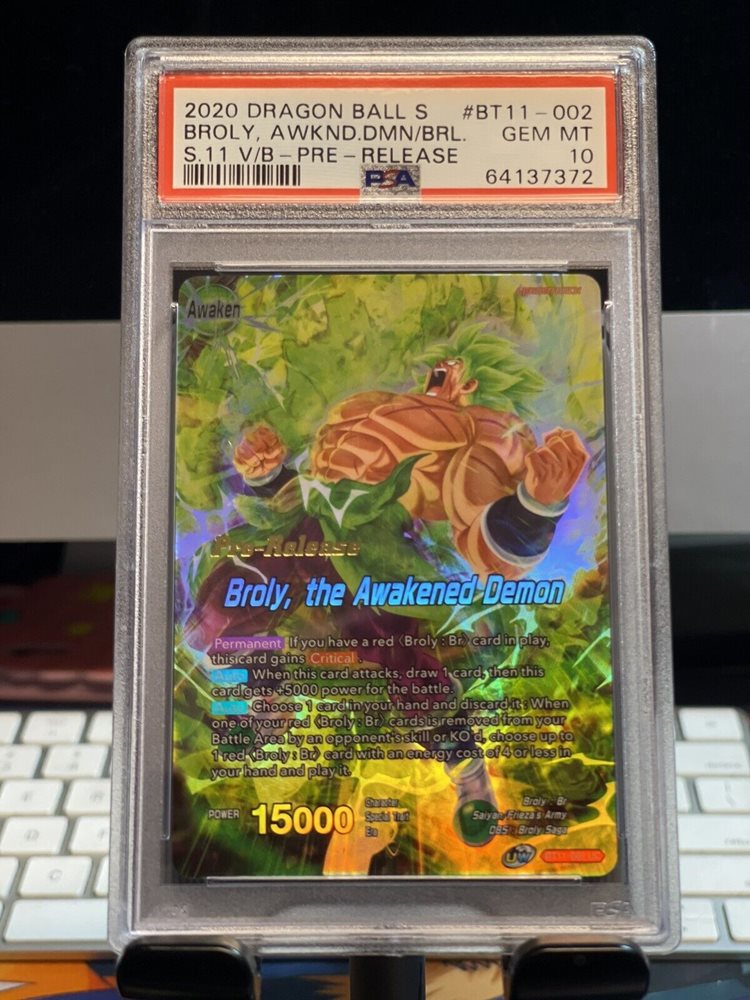 2020 DRAGON BALL S #BT11-002
BROLY, AWKND.DMN/BRL. GEM MT
S.11 V/B-PRE-RELEASE 10
PSA 64137372
Awaken
Pre-Release
Broly, the Awakened Demon
Permanent If you have a red〈Broly : Br〉card in play,
this card gains Critical .
Auto When this card attacks, draw 1 card, then this
card gets +5000 power for the battle.
Auto Choose 1 card in your hand and discard it : When
one of your red〈Broly : Br〉cards is removed from your
Battle Area by an opponent's skill or KO'd, choose up to
1 red〈Broly : Br〉card with an energy cost of 4 or less in
your hand and play it.
POWER 15000
Character Broly : Br
Special Trait Saiyan, Frieza's Army
Era DBS : Broly Saga
UW